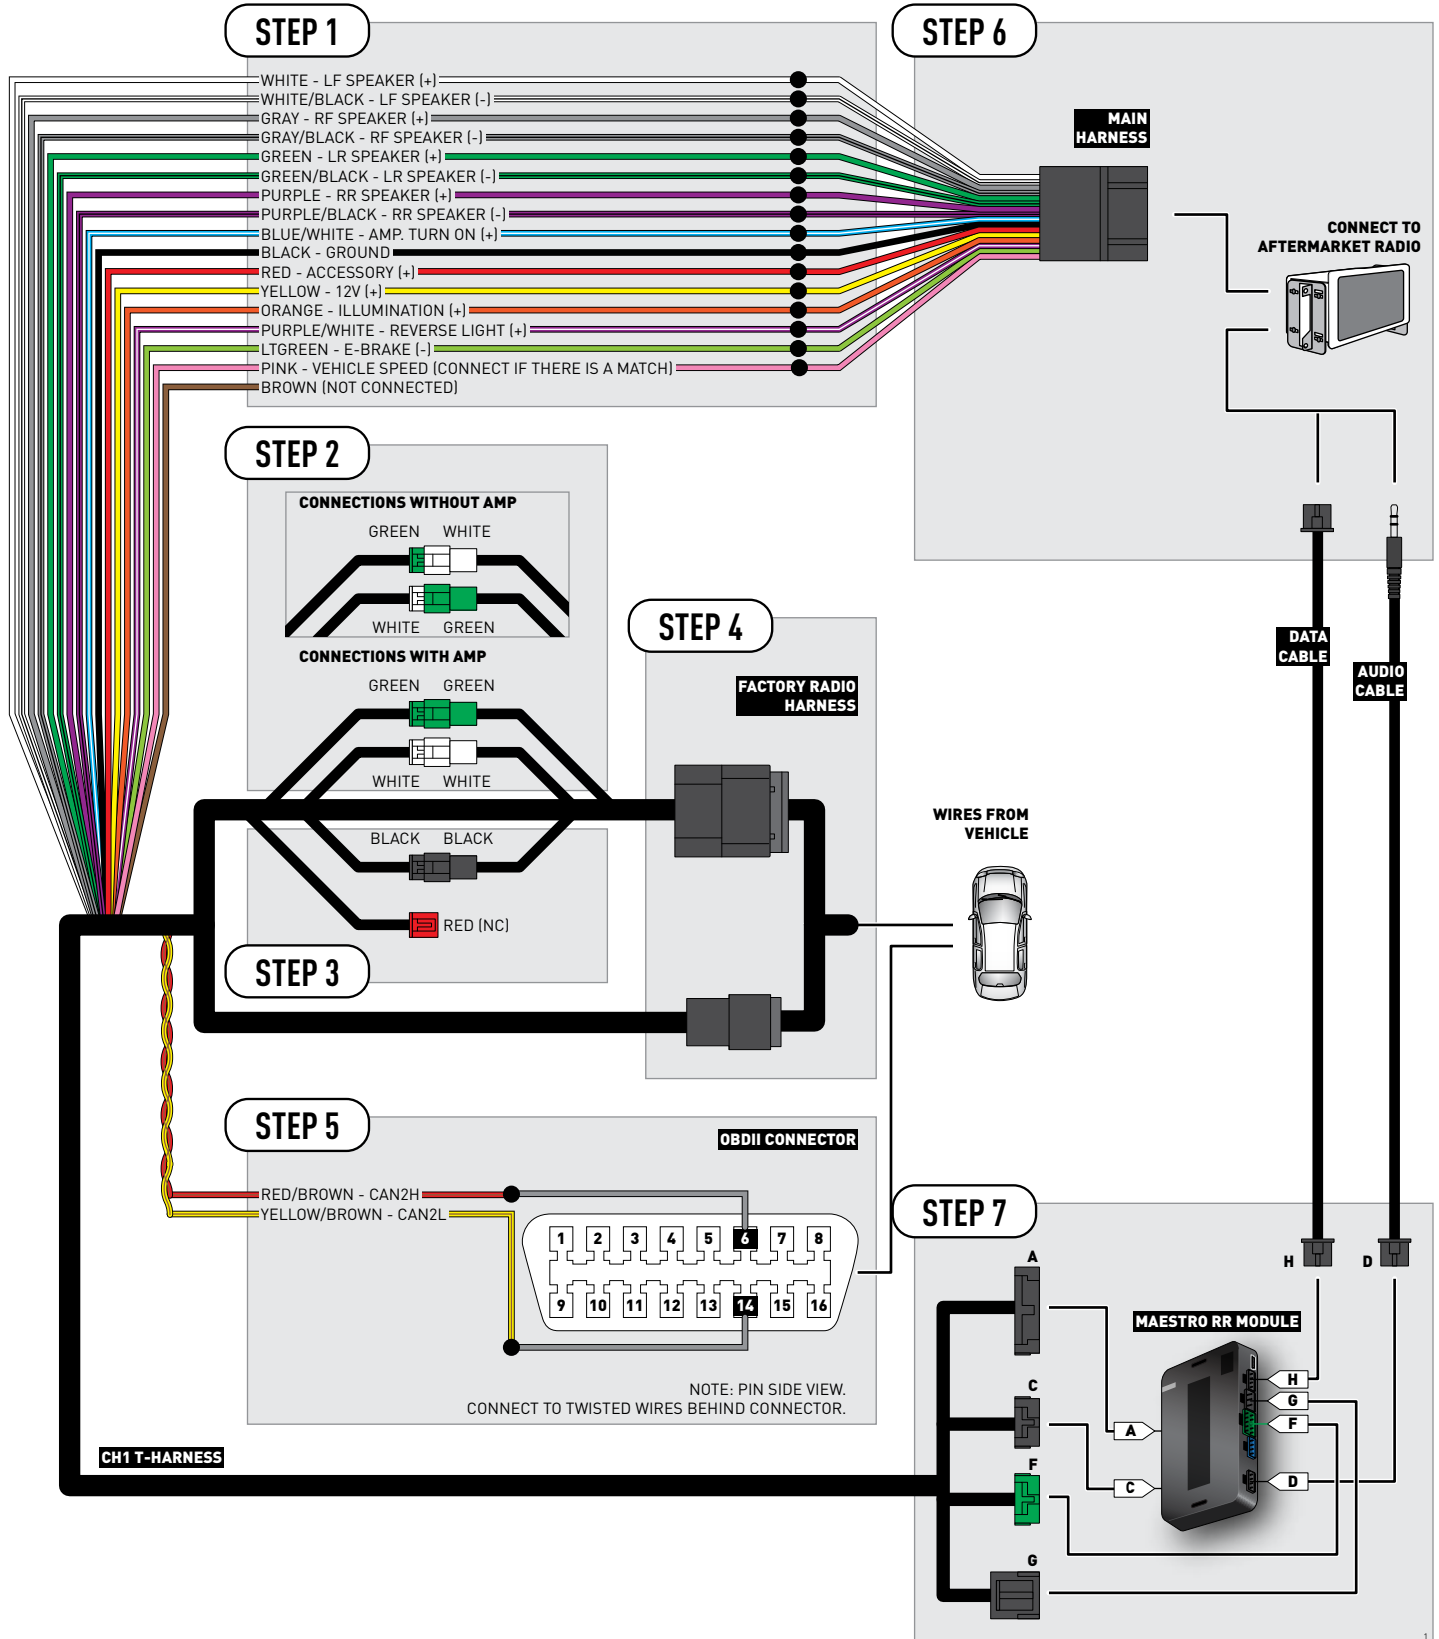 STEP 1
WHITE - LF SPEAKER (+)
WHITE/BLACK - LF SPEAKER (-)
GRAY - RF SPEAKER (+)
GRAY/BLACK - RF SPEAKER (-)
GREEN - LR SPEAKER (+)
GREEN/BLACK - LR SPEAKER (-)
PURPLE - RR SPEAKER (+)
PURPLE/BLACK - RR SPEAKER (-)
BLUE/WHITE - AMP. TURN ON (+)
BLACK - GROUND
RED - ACCESSORY (+)
YELLOW - 12V (+)
ORANGE - ILLUMINATION (+)
PURPLE/WHITE - REVERSE LIGHT (+)
LTGREEN - E-BRAKE (-)
PINK - VEHICLE SPEED (CONNECT IF THERE IS A MATCH)
BROWN (NOT CONNECTED)
STEP 6
MAIN
HARNESS
CONNECT TO
AFTERMARKET RADIO
DATA
CABLE
AUDIO
CABLE
STEP 2
CONNECTIONS WITHOUT AMP
GREEN WHITE
WHITE GREEN
CONNECTIONS WITH AMP
GREEN GREEN
WHITE WHITE
BLACK BLACK
RED (NC)
STEP 3
STEP 4
FACTORY RADIO
HARNESS
WIRES FROM
VEHICLE
STEP 5
OBDII CONNECTOR
RED/BROWN - CAN2H
YELLOW/BROWN - CAN2L
1 2 3 4 5 6 7 8
9 10 11 12 13 14 15 16
NOTE: PIN SIDE VIEW.
CONNECT TO TWISTED WIRES BEHIND CONNECTOR.
CH1 T-HARNESS
STEP 7
H D
A
MAESTRO RR MODULE
H
G
F
D
A
C
C
F
G
1